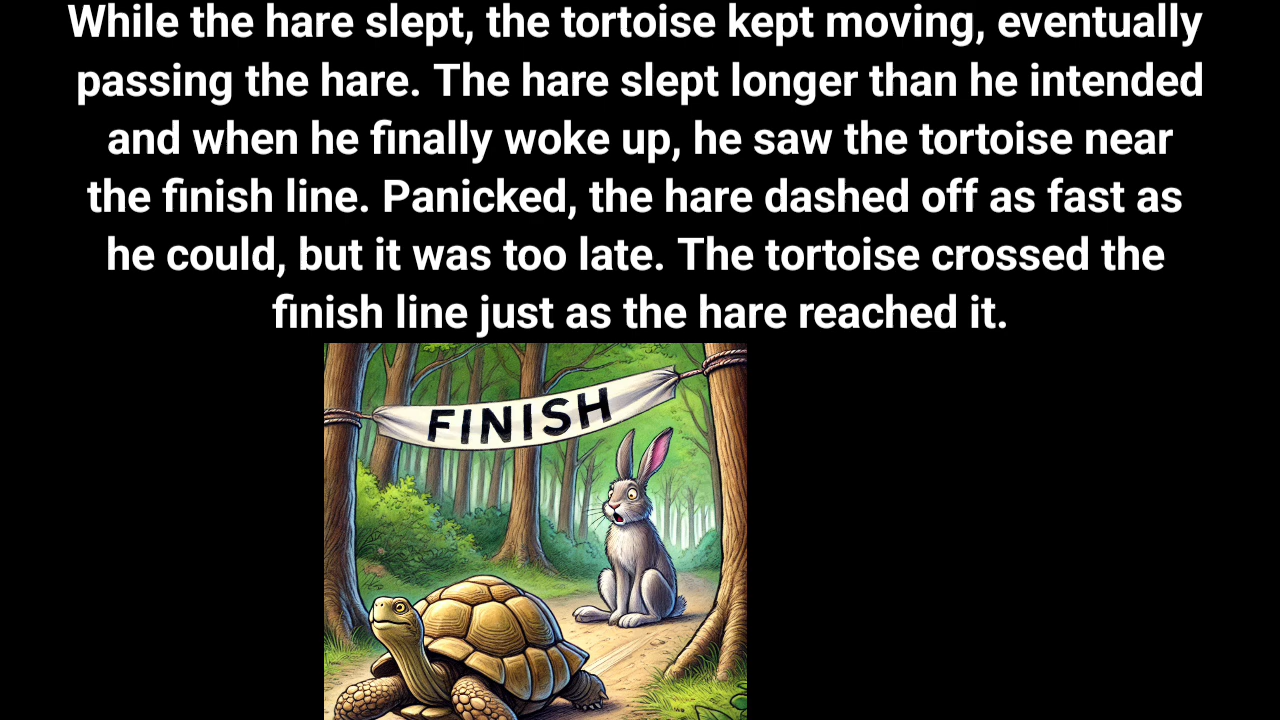 While the hare slept, the tortoise kept moving, eventually
passing the hare. The hare slept longer than he intended
and when he finally woke up, he saw the tortoise near
the finish line. Panicked, the hare dashed off as fast as
he could, but it was too late. The tortoise crossed the
finish line just as the hare reached it.
FINISH